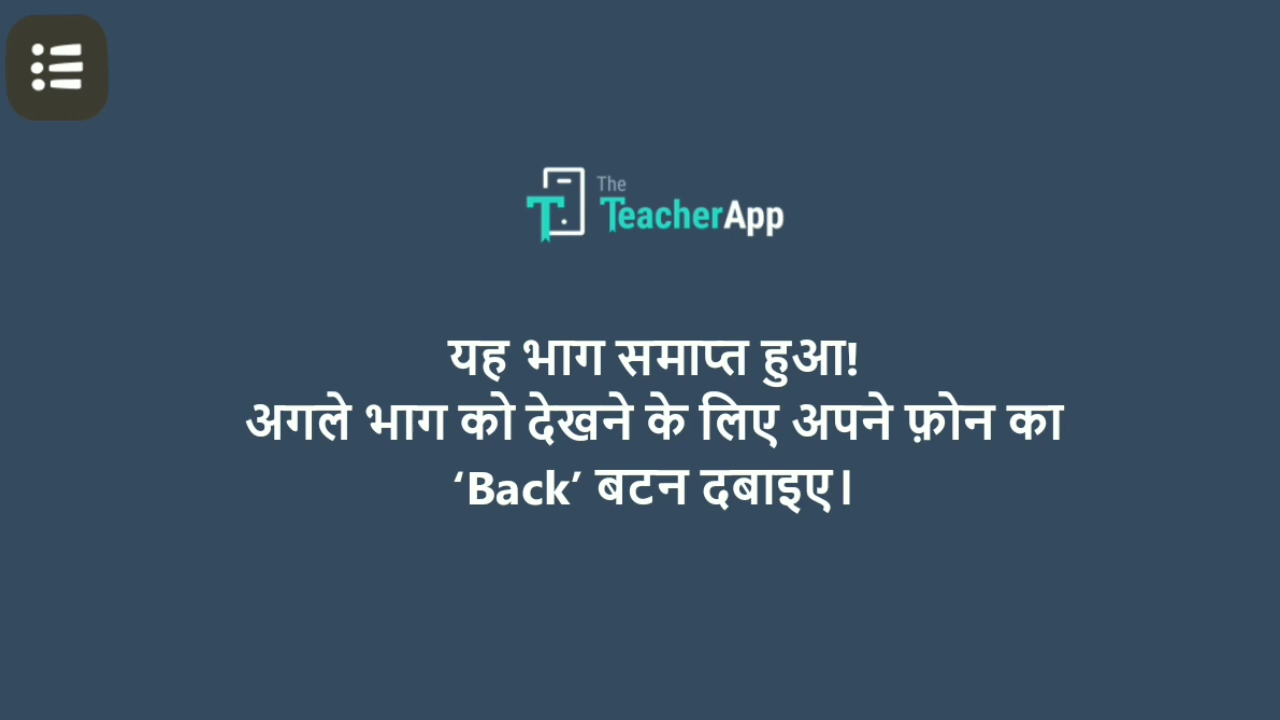 The
TeacherApp
यह भाग समाप्त हुआ!
अगले भाग को देखने के लिए अपने फ़ोन का
‘Back’ बटन दबाइए।